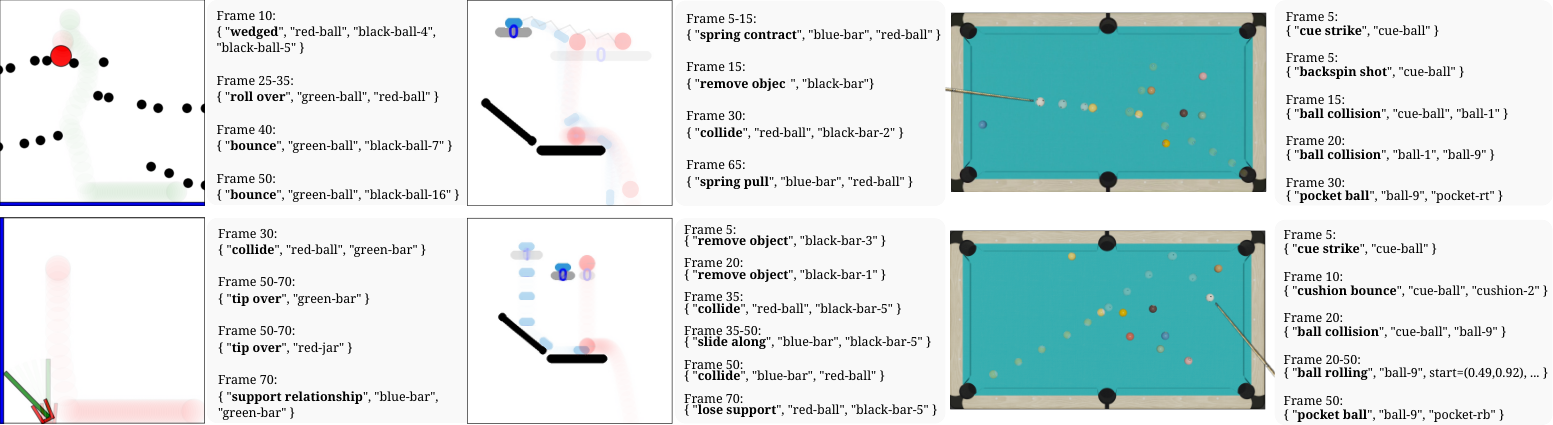 Frame 10:
{ "wedged", "red-ball", "black-ball-4",
"black-ball-5" }
Frame 25-35:
{ "roll over", "green-ball", "red-ball" }
Frame 40:
{ "bounce", "green-ball", "black-ball-7" }
Frame 50:
{ "bounce", "green-ball", "black-ball-16" }
0
0
Frame 5-15:
{ "spring contract", "blue-bar", "red-ball" }
Frame 15:
{ "remove objec ", "black-bar"}
Frame 30:
{ "collide", "red-ball", "black-bar-2" }
Frame 65:
{ "spring pull", "blue-bar", "red-ball" }
Frame 5:
{ "cue strike", "cue-ball" }
Frame 5:
{ "backspin shot", "cue-ball" }
Frame 15:
{ "ball collision", "cue-ball", "ball-1" }
Frame 20:
{ "ball collision", "ball-1", "ball-9" }
Frame 30:
{ "pocket ball", "ball-9", "pocket-rt" }
Frame 30:
{ "collide", "red-ball", "green-bar" }
Frame 50-70:
{ "tip over", "green-bar" }
Frame 50-70:
{ "tip over", "red-jar" }
Frame 70:
{ "support relationship", "blue-bar",
"green-bar" }
1
0
0
Frame 5:
{ "remove object", "black-bar-3" }
Frame 20:
{ "remove object", "black-bar-1" }
Frame 35:
{ "collide", "red-ball", "black-bar-5" }
Frame 35-50:
{ "slide along", "blue-bar", "black-bar-5" }
Frame 50:
{ "collide", "blue-bar", "red-ball" }
Frame 70:
{ "lose support", "red-ball", "black-bar-5" }
Frame 5:
{ "cue strike", "cue-ball" }
Frame 10:
{ "cushion bounce", "cue-ball", "cushion-2" }
Frame 20:
{ "ball collision", "cue-ball", "ball-9" }
Frame 20-50:
{ "ball rolling", "ball-9", start=(0.49,0.92), ... }
Frame 50:
{ "pocket ball", "ball-9", "pocket-rb" }